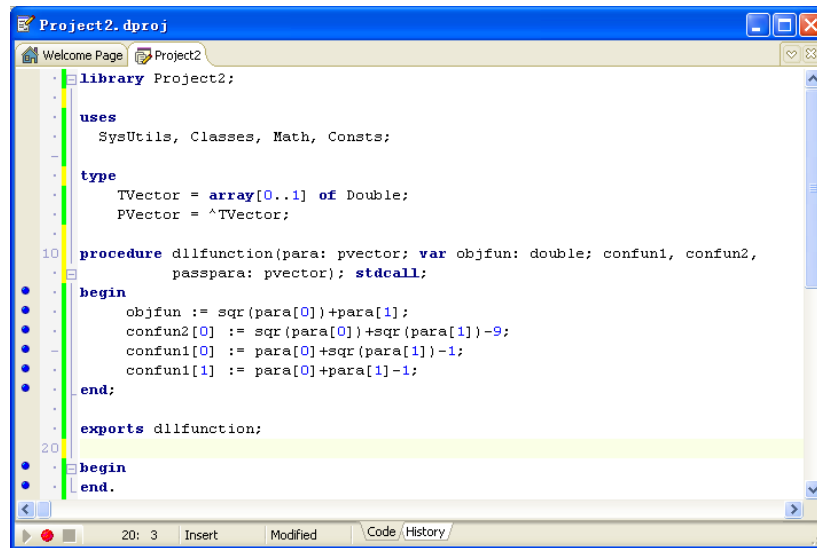 Project2.dproj
Welcome Page Project2
library Project2;
uses
SysUtils, Classes, Math, Consts;
type
TVector = array[0..1] of Double;
PVector = ^TVector;
10 procedure dllfunction(para: pvector; var objfun: double; confun1, confun2,
passpara: pvector); stdcall;
begin
objfun := sqr(para[0])+para[1];
confun2[0] := sqr(para[0])+sqr(para[1])-9;
confun1[0] := para[0]+sqr(para[1])-1;
confun1[1] := para[0]+para[1]-1;
end;
exports dllfunction;
20
begin
end.
20: 3 Insert Modified Code History